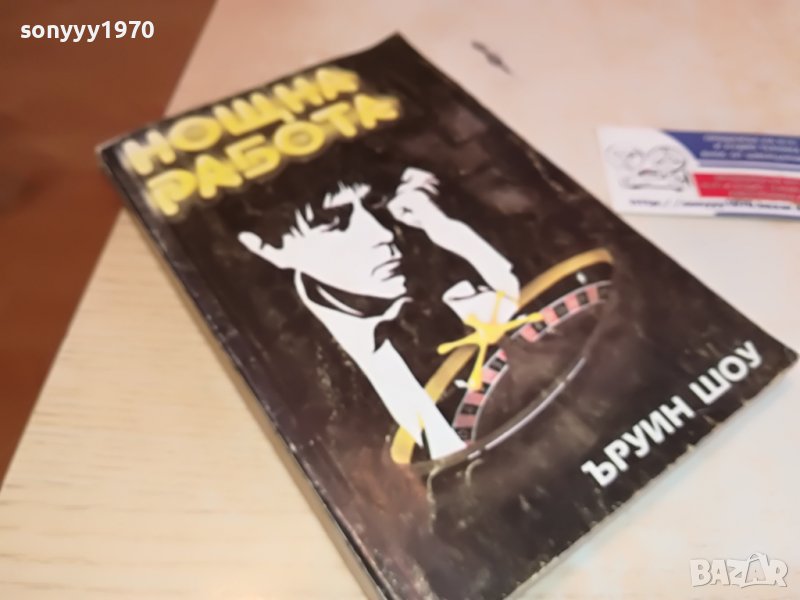 sonyyy1970
НОЩНА
РАБОТА
ЪРУИН ШОУ
BAZAR